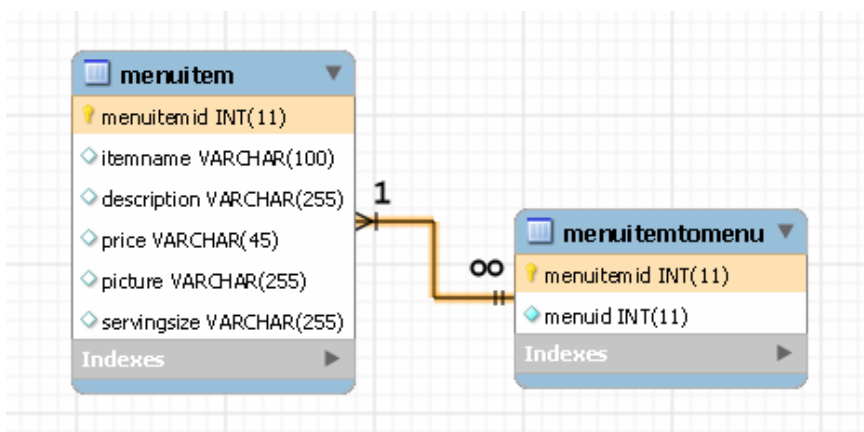 menuitem
menuitemid INT(11)
itemname VARCHAR(100)
description VARCHAR(255)
price VARCHAR(45)
picture VARCHAR(255)
servingsize VARCHAR(255)
Indexes
1
∞
menuitemtomenu
menuitemid INT(11)
menuid INT(11)
Indexes